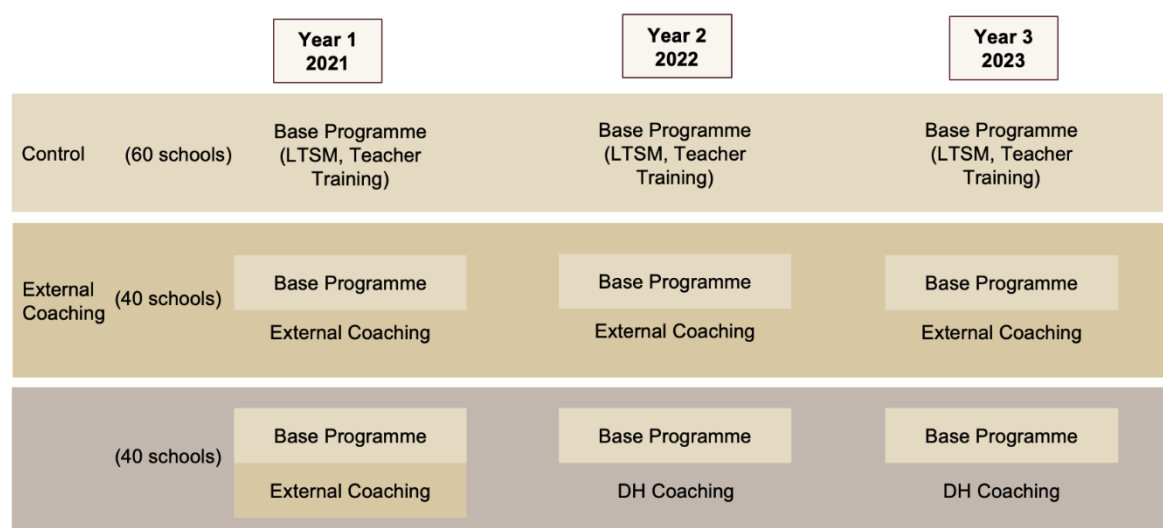 Year 1
2021
Year 2
2022
Year 3
2023
Control (60 schools)
Base Programme
(LTSM, Teacher
Training)
Base Programme
(LTSM, Teacher
Training)
Base Programme
(LTSM, Teacher
Training)
External
Coaching
(40 schools)
Base Programme
External Coaching
Base Programme
External Coaching
Base Programme
External Coaching
(40 schools)
Base Programme
External Coaching
Base Programme
DH Coaching
Base Programme
DH Coaching